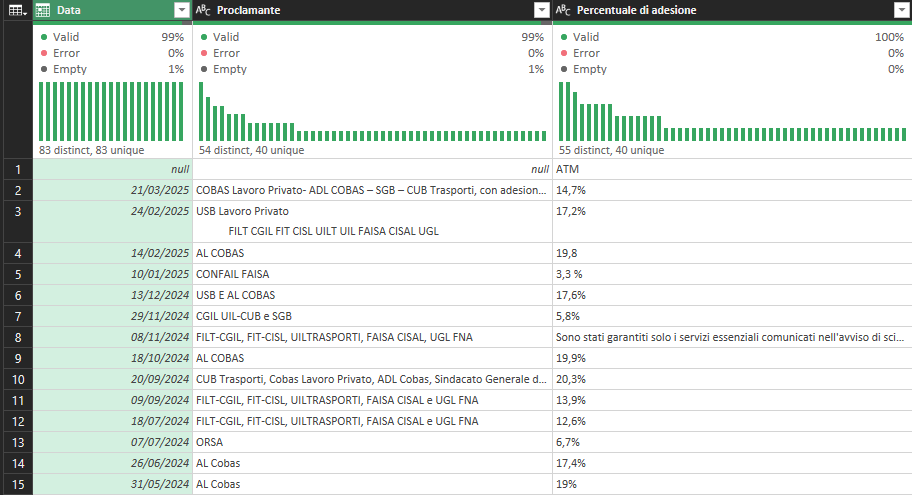 Data Proclamante Percentuale di adesione
Valid 99% Valid 99% Valid 100%
Error 0% Error 0% Error 0%
Empty 1% Empty 1% Empty 0%
83 distinct, 83 unique 54 distinct, 40 unique 55 distinct, 40 unique
1 null null ATM
2 21/03/2025 COBAS Lavoro Privato- ADL COBAS – SGB – CUB Trasporti, con adesion... 14,7%
3 24/02/2025 USB Lavoro Privato 17,2%
FILT CGIL FIT CISL UILT UIL FAISA CISAL UGL
4 14/02/2025 AL COBAS 19,8
5 10/01/2025 CONFAIL FAISA 3,3 %
6 13/12/2024 USB E AL COBAS 17,6%
7 29/11/2024 CGIL UIL-CUB e SGB 5,8%
8 08/11/2024 FILT-CGIL, FIT-CISL, UILTRASPORTI, FAISA CISAL, UGL FNA Sono stati garantiti solo i servizi essenziali comunicati nell'avviso di sci...
9 18/10/2024 AL COBAS 19,9%
10 20/09/2024 CUB Trasporti, Cobas Lavoro Privato, ADL Cobas, Sindacato Generale d... 20,3%
11 09/09/2024 FILT-CGIL, FIT-CISL, UILTRASPORTI, FAISA CISAL e UGL FNA 13,9%
12 18/07/2024 FILT-CGIL, FIT-CISL, UILTRASPORTI, FAISA CISAL e UGL FNA 12,6%
13 07/07/2024 ORSA 6,7%
14 26/06/2024 AL Cobas 17,4%
15 31/05/2024 AL Cobas 19%